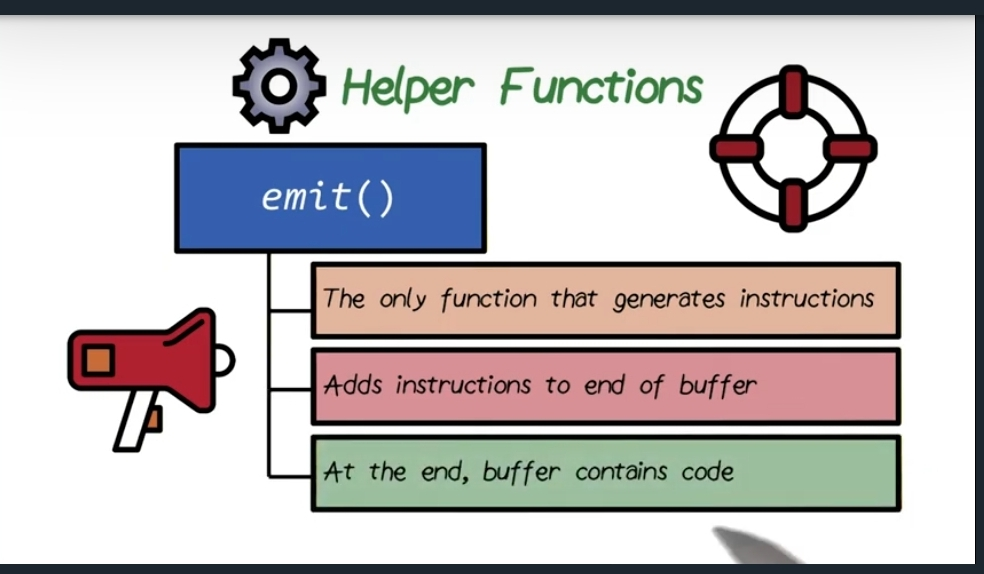 Helper Functions
emit()
The only function that generates instructions
Adds instructions to end of buffer
At the end, buffer contains code